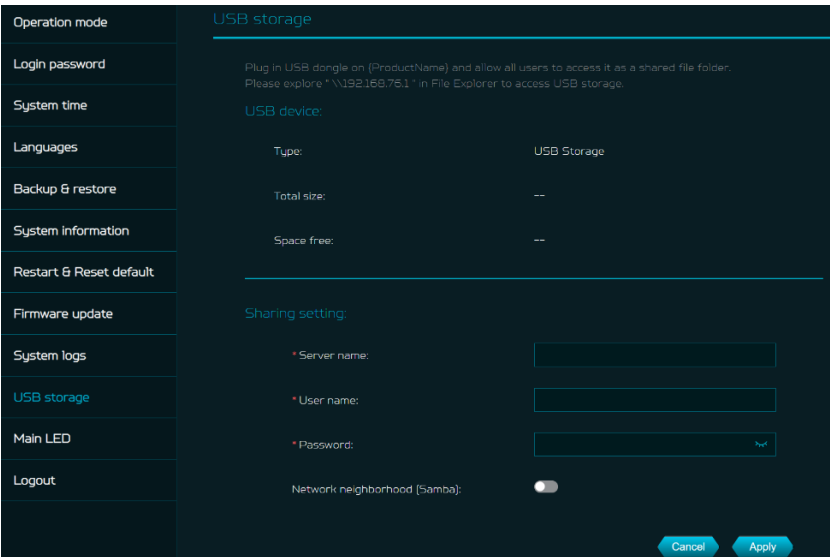 Operation mode
Login password
System time
Languages
Backup & restore
System information
Restart & Reset default
Firmware update
System logs
USB storage
Main LED
Logout
USB storage
Plug in USB dongle on {ProductName} and allow all users to access it as a shared file folder.
Please explore " \\192.168.76.1 " in File Explorer to access USB storage.
USB device:
Type: USB Storage
Total size: --
Space free: --
Sharing setting:
* Server name:
* User name:
* Password:
Network neighborhood (Samba):
Cancel Apply